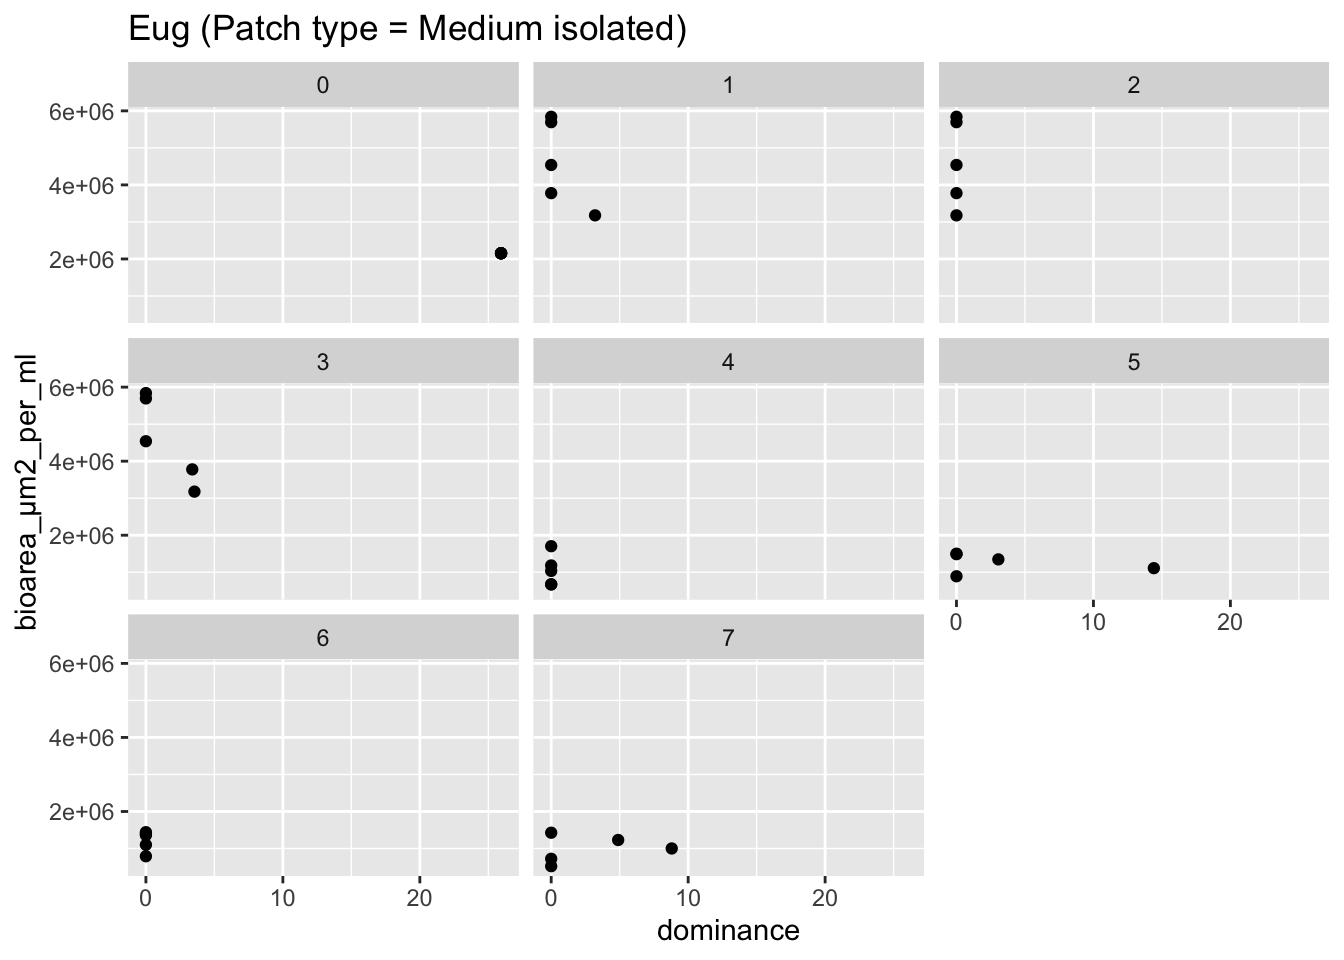 Eug (Patch type = Medium isolated)
0 1 2
6e+06
4e+06
2e+06
3 4 5
6e+06
4e+06
2e+06
0 10 20
6 7
6e+06
4e+06
2e+06
0 10 20 0 10 20
bioarea_µm2_per_ml
dominance